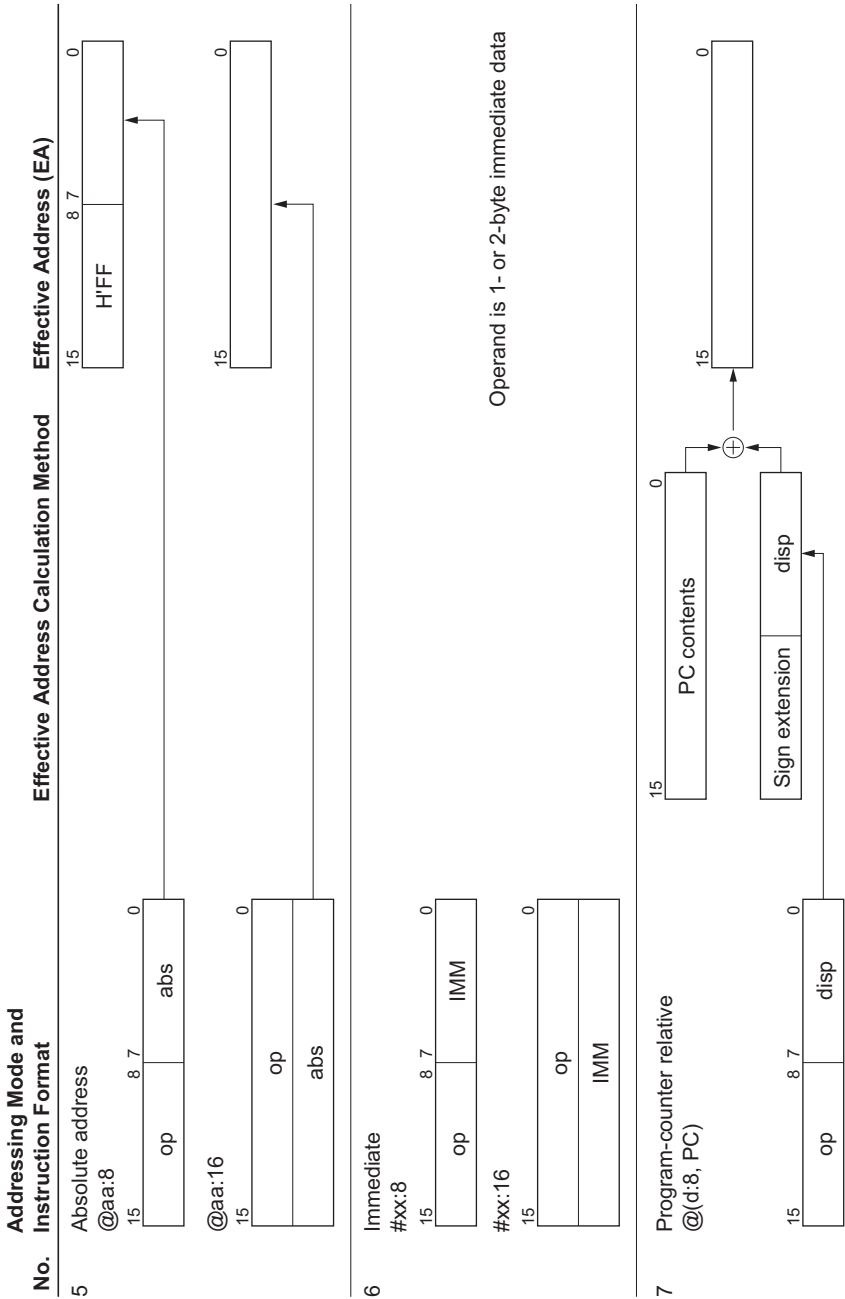 Addressing Mode and
No. Instruction Format Effective Address Calculation Method Effective Address (EA)
5 Absolute address
@aa:8
15 8 7 0 15 8 7 0
op abs H'FF
@aa:16
15 0 15 0
op
abs
6 Immediate
#xx:8
15 8 7 0
op IMM
Operand is 1- or 2-byte immediate data
#xx:16
15 0
op
IMM
7 Program-counter relative
@(d:8, PC)
15 0
PC contents
15 0
Sign extension disp
15 8 7 0
op disp